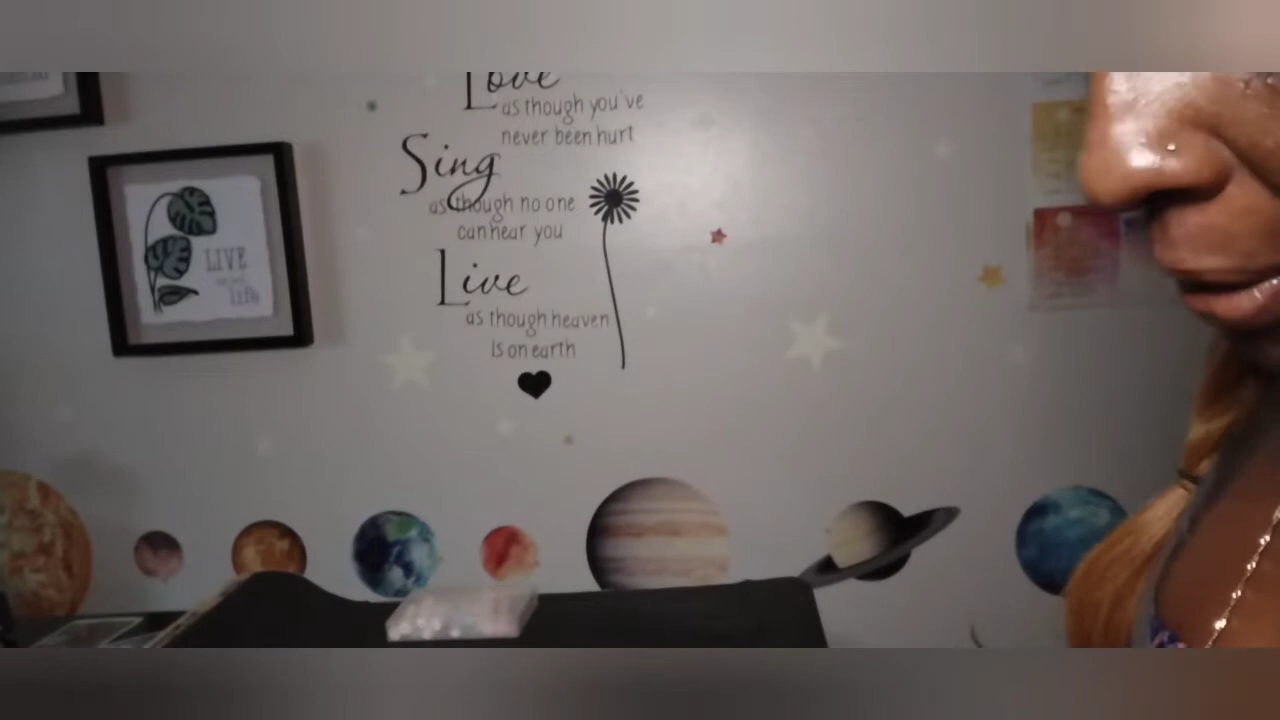 Love
as though you've
never been hurt
Sing
as though no one
can hear you
Live
as though heaven
is on earth
LIVE
life